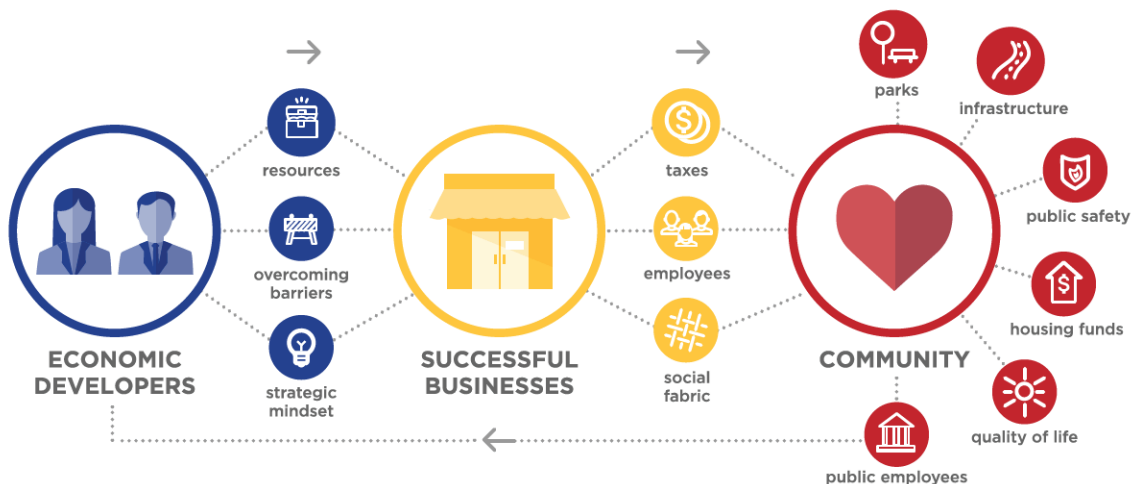 parks
infrastructure
resources
taxes
public safety
overcoming
barriers
employees
housing funds
ECONOMIC
DEVELOPERS
SUCCESSFUL
BUSINESSES
COMMUNITY
strategic
mindset
social
fabric
quality of life
public employees